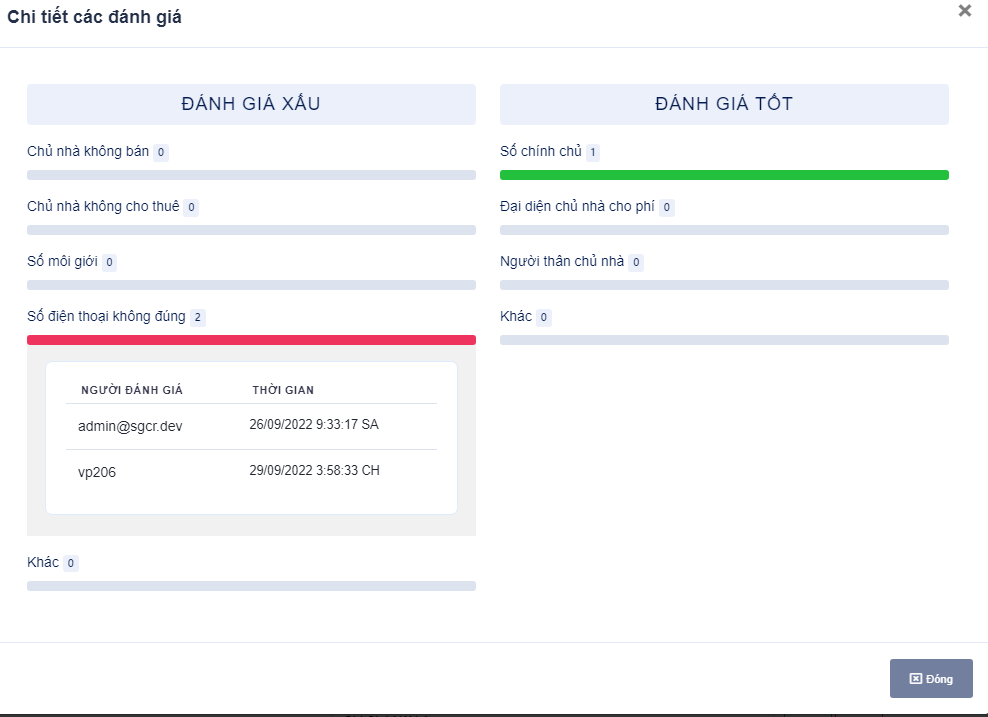 Chi tiết các đánh giá
ĐÁNH GIÁ XẤU
Chủ nhà không bán 0
Chủ nhà không cho thuê 0
Số môi giới 0
Số điện thoại không đúng 2
NGƯỜI ĐÁNH GIÁ THỜI GIAN
admin@sgcr.dev 26/09/2022 9:33:17 SA
vp206 29/09/2022 3:58:33 CH
Khác 0
ĐÁNH GIÁ TỐT
Số chính chủ 1
Đại diện chủ nhà cho phí 0
Người thân chủ nhà 0
Khác 0
Đóng